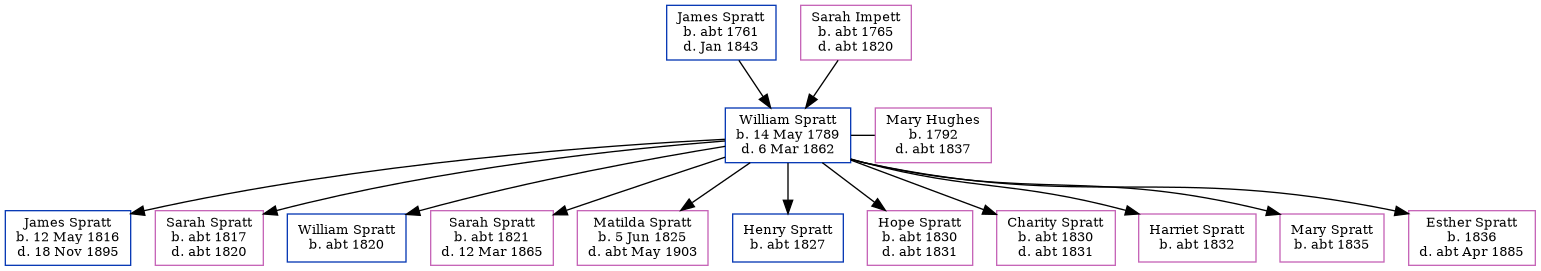 James Spratt
b. abt 1761
d. Jan 1843
Sarah Impett
b. abt 1765
d. abt 1820
William Spratt
b. 14 May 1789
d. 6 Mar 1862
Mary Hughes
b. 1792
d. abt 1837
James Spratt
b. 12 May 1816
d. 18 Nov 1895
Sarah Spratt
b. abt 1817
d. abt 1820
William Spratt
b. abt 1820
Sarah Spratt
b. abt 1821
d. 12 Mar 1865
Matilda Spratt
b. 5 Jun 1825
d. abt May 1903
Henry Spratt
b. abt 1827
Hope Spratt
b. abt 1830
d. abt 1831
Charity Spratt
b. abt 1830
d. abt 1831
Harriet Spratt
b. abt 1832
Mary Spratt
b. abt 1835
Esther Spratt
b. 1836
d. abt Apr 1885